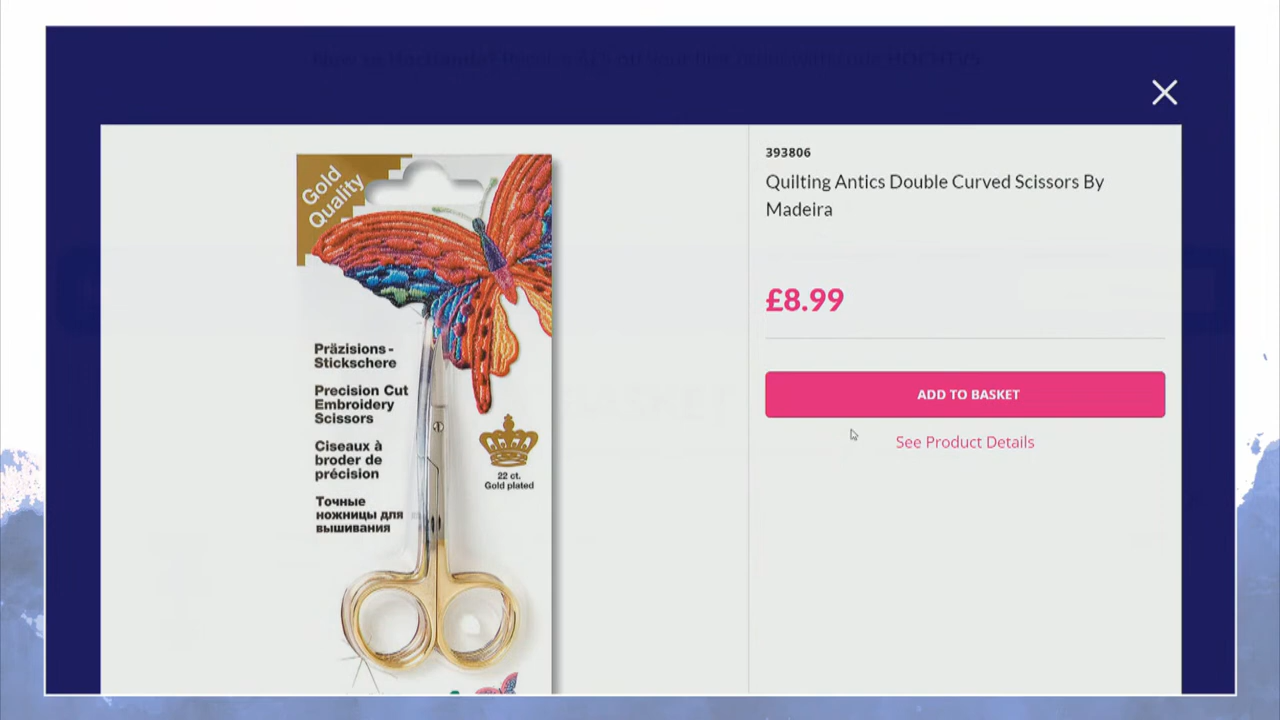 393806
Quilting Antics Double Curved Scissors By
Madeira
£8.99
ADD TO BASKET
See Product Details
Gold
Quality
Präzisions-
Stickschere
Precision Cut
Embroidery
Scissors
Ciseaux à
broder de
précision
Точные
ножницы для
вышивания
22 ct.
Gold plated